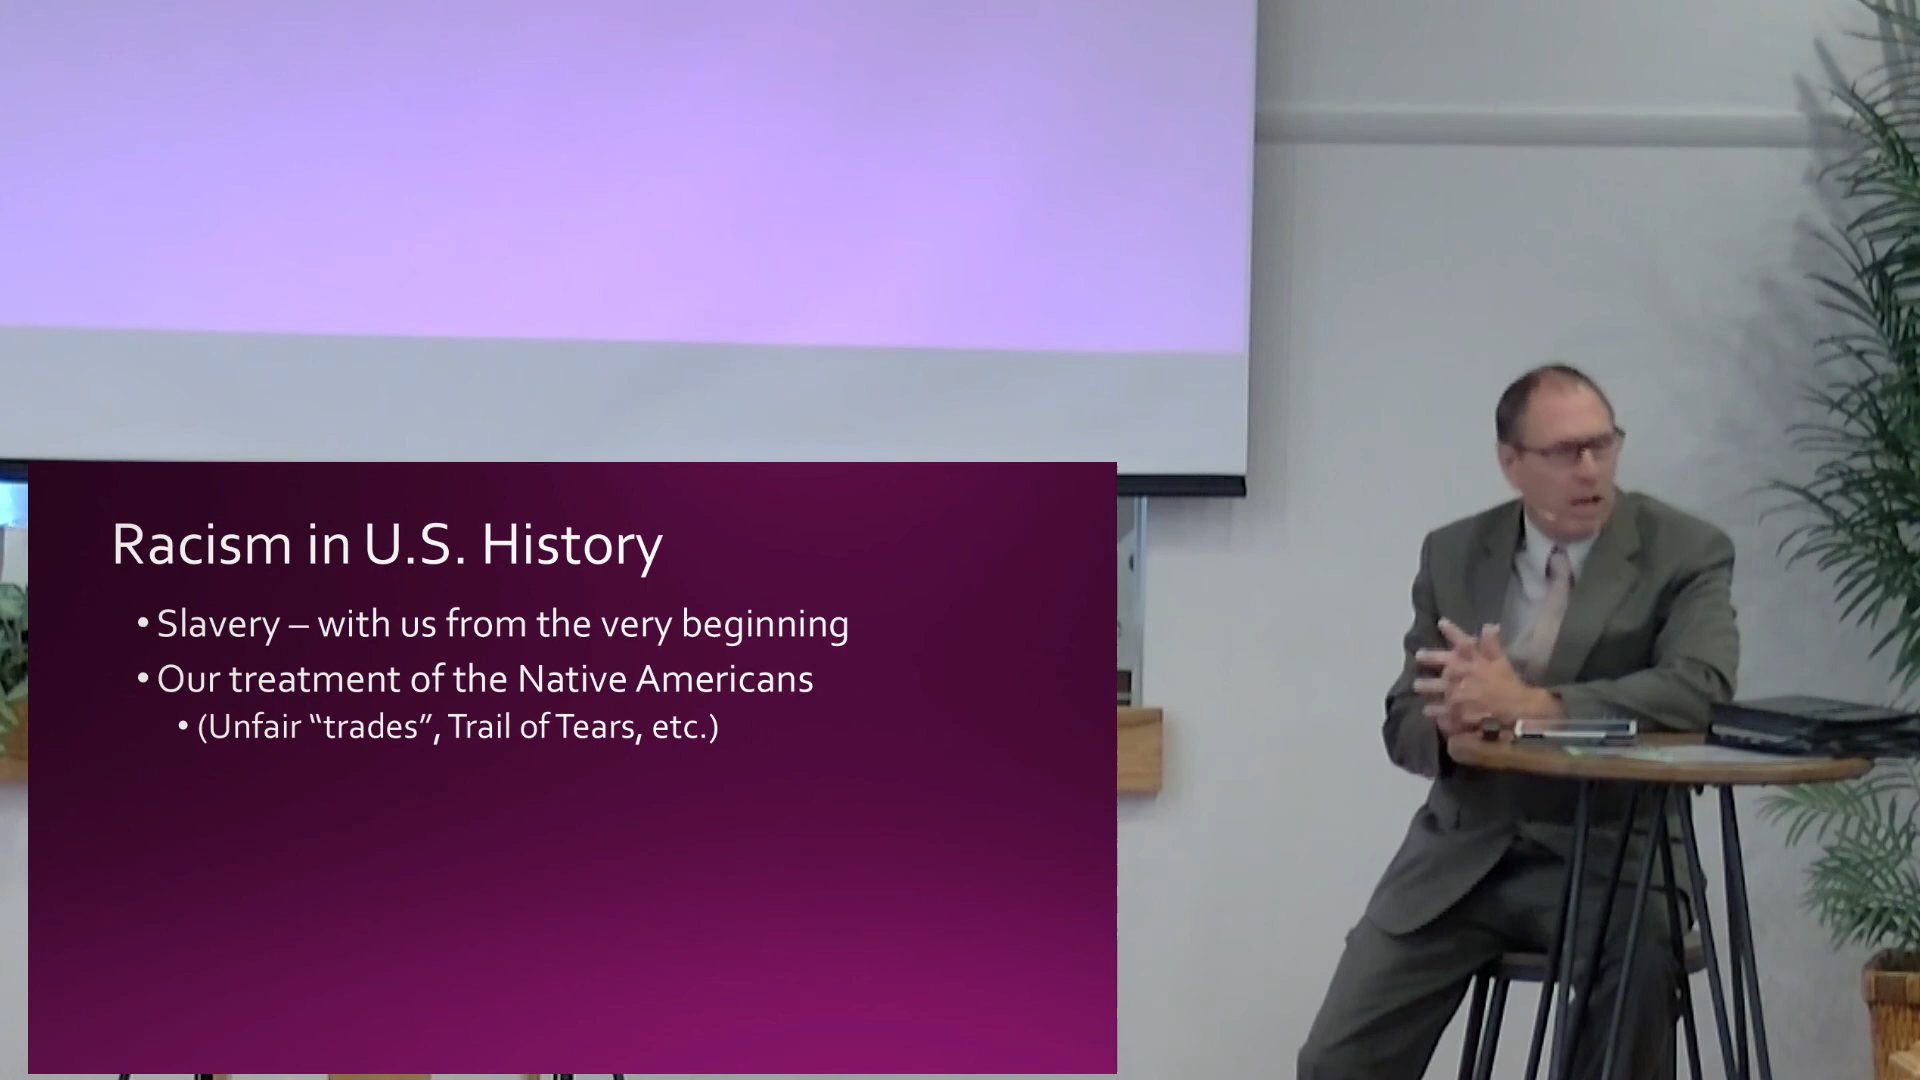 Racism in U.S. History
• Slavery – with us from the very beginning
• Our treatment of the Native Americans
• (Unfair “trades”, Trail of Tears, etc.)